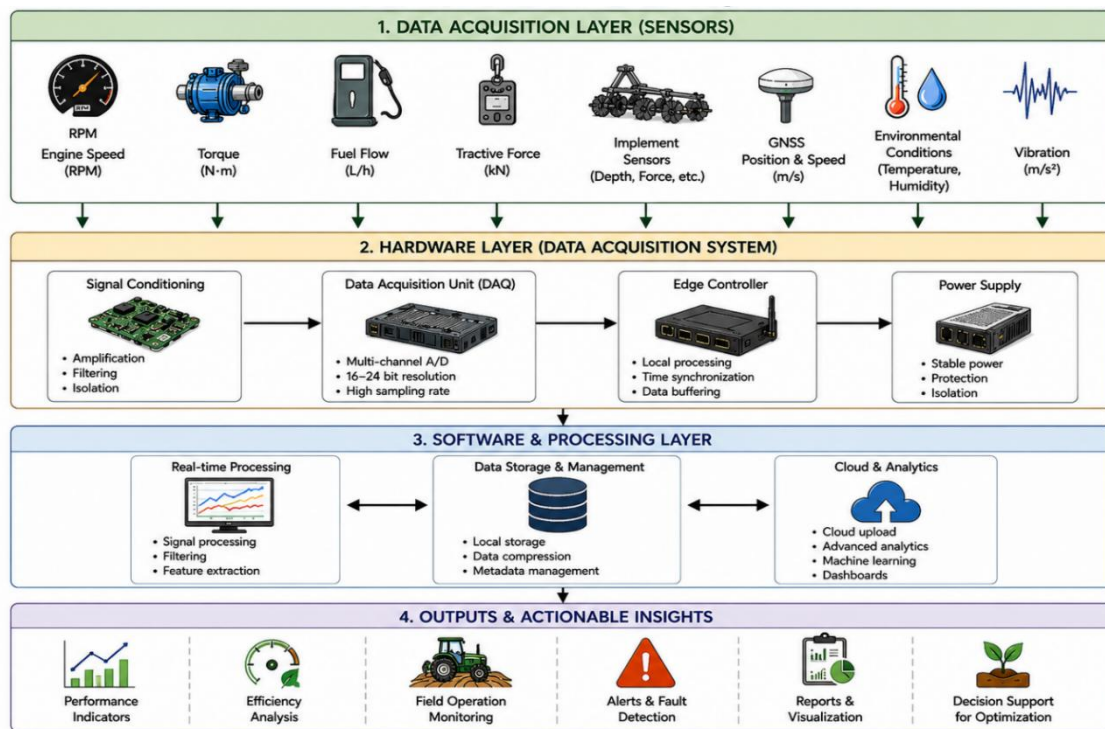 1. DATA ACQUISITION LAYER (SENSORS)
RPM
RPM
Engine Speed
(RPM)
Torque
(N·m)
Fuel Flow
(L/h)
Tractive Force
(kN)
Implement
Sensors
(Depth, Force, etc.)
GNSS
Position & Speed
(m/s)
Environmental
Conditions
(Temperature,
Humidity)
Vibration
(m/s²)
2. HARDWARE LAYER (DATA ACQUISITION SYSTEM)
Signal Conditioning
• Amplification
• Filtering
• Isolation
Data Acquisition Unit (DAQ)
• Multi-channel A/D
• 16–24 bit resolution
• High sampling rate
Edge Controller
• Local processing
• Time synchronization
• Data buffering
Power Supply
• Stable power
• Protection
• Isolation
3. SOFTWARE & PROCESSING LAYER
Real-time Processing
• Signal processing
• Filtering
• Feature extraction
Data Storage & Management
• Local storage
• Data compression
• Metadata management
Cloud & Analytics
• Cloud upload
• Advanced analytics
• Machine learning
• Dashboards
4. OUTPUTS & ACTIONABLE INSIGHTS
Performance
Indicators
Efficiency
Analysis
Field Operation
Monitoring
Alerts & Fault
Detection
Reports &
Visualization
Decision Support
for Optimization